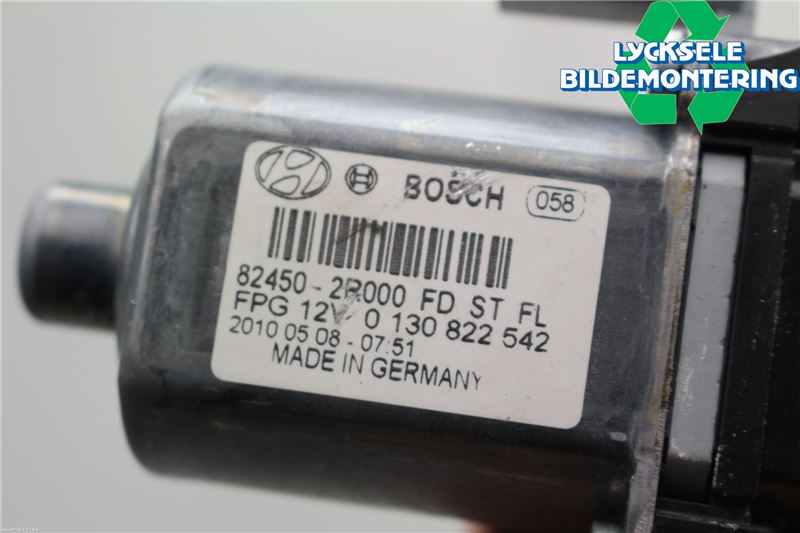 LYCKSELE
BILDEMONTERING
BOSCH 058
82450-2R000 FD ST FL
FPG 12V 0 130 822 542
2010 05 08 - 07:51
MADE IN GERMANY